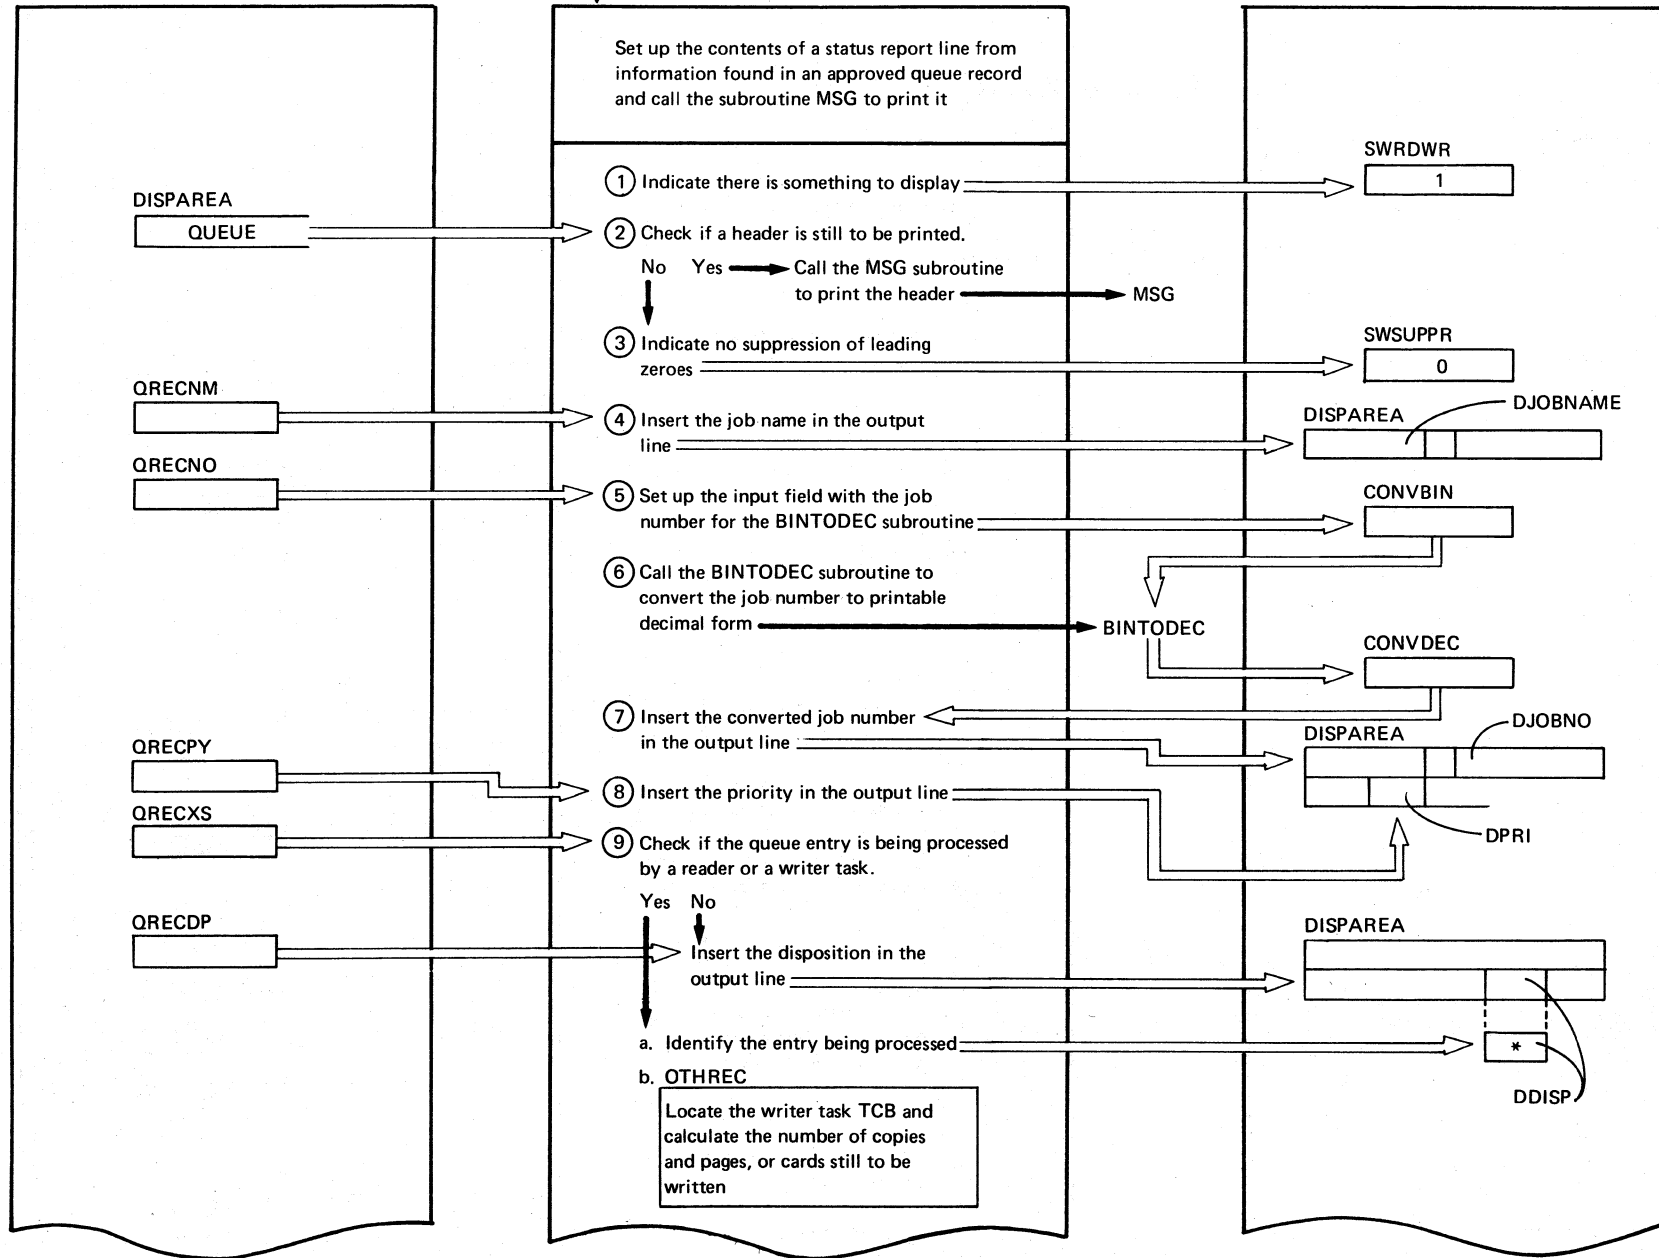 Set up the contents of a status report line from
information found in an approved queue record
and call the subroutine MSG to print it
SWRDWR
1 Indicate there is something to display
1
DISPAREA
QUEUE
2 Check if a header is still to be printed.
No Yes Call the MSG subroutine
to print the header MSG
SWSUPPR
3 Indicate no suppression of leading
zeroes
0
QRECNM
DJOBNAME
DISPAREA
4 Insert the job name in the output
line
QRECNO
CONVBIN
5 Set up the input field with the job
number for the BINTODEC subroutine
6 Call the BINTODEC subroutine to
convert the job number to printable
decimal form BINTODEC
CONVDEC
7 Insert the converted job number
in the output line
DJOBNO
DISPAREA
QRECPY
8 Insert the priority in the output line
QRECXS
DPRI
9 Check if the queue entry is being processed
by a reader or a writer task.
Yes No
QRECDP
DISPAREA
Insert the disposition in the
output line
a. Identify the entry being processed
*
b. OTHREC
DDISP
Locate the writer task TCB and
calculate the number of copies
and pages, or cards still to be
written